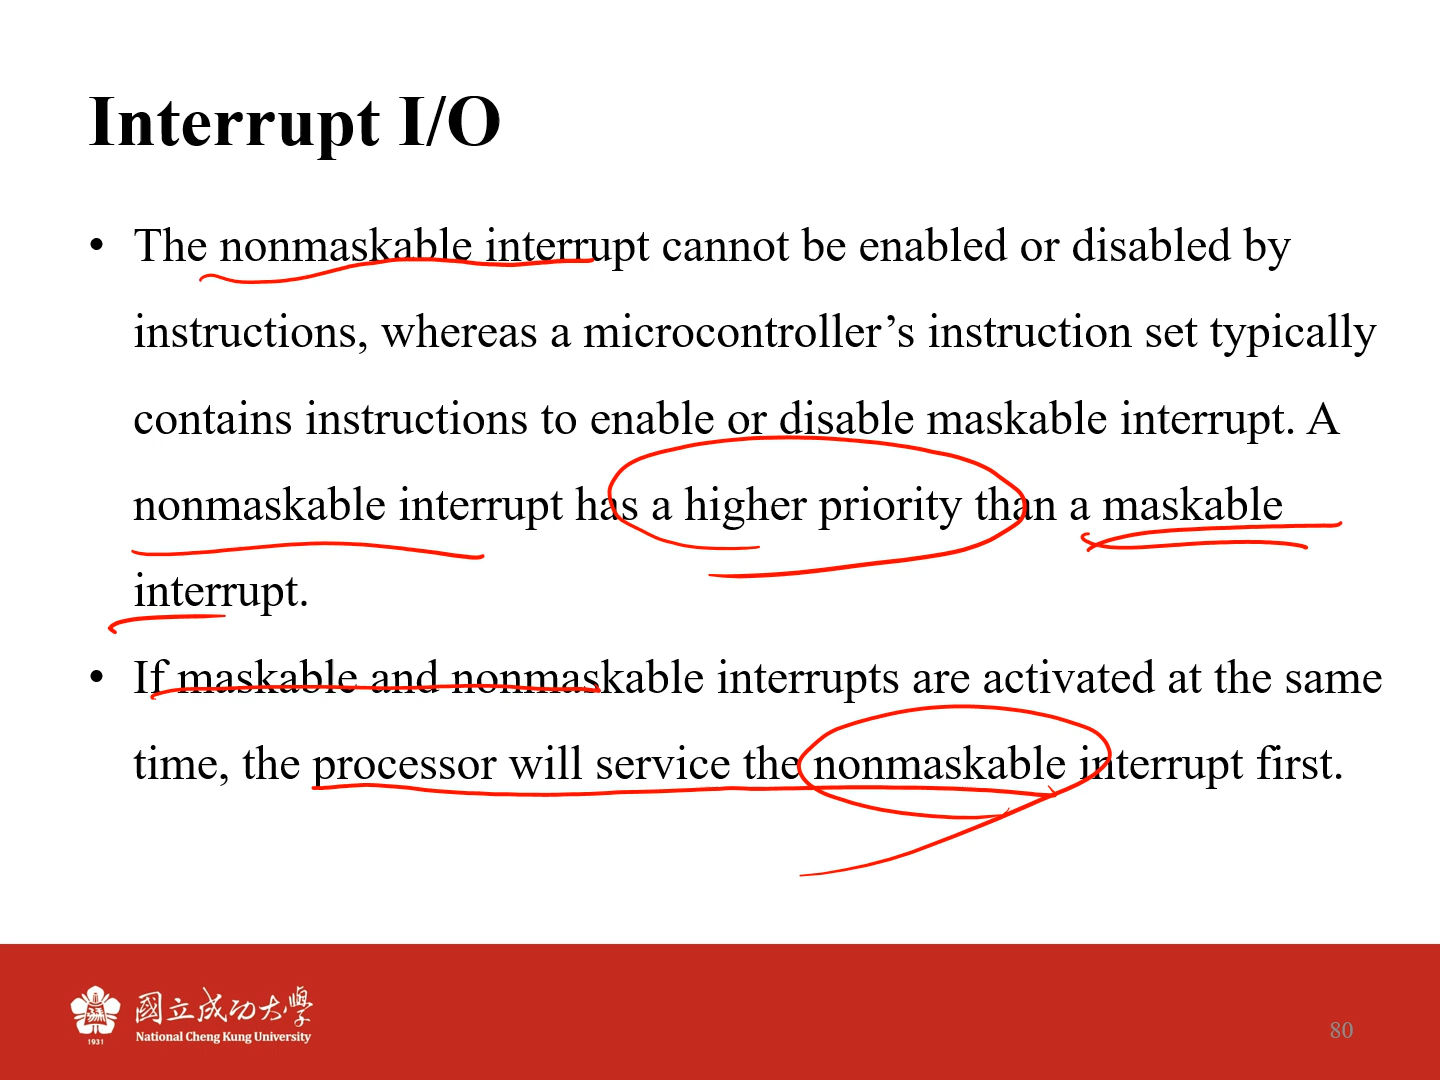 Interrupt I/O
• The nonmaskable interrupt cannot be enabled or disabled by
instructions, whereas a microcontroller’s instruction set typically
contains instructions to enable or disable maskable interrupt. A
nonmaskable interrupt has a higher priority than a maskable
interrupt.
• If maskable and nonmaskable interrupts are activated at the same
time, the processor will service the nonmaskable interrupt first.
國立成功大學
National Cheng Kung University
1931
80